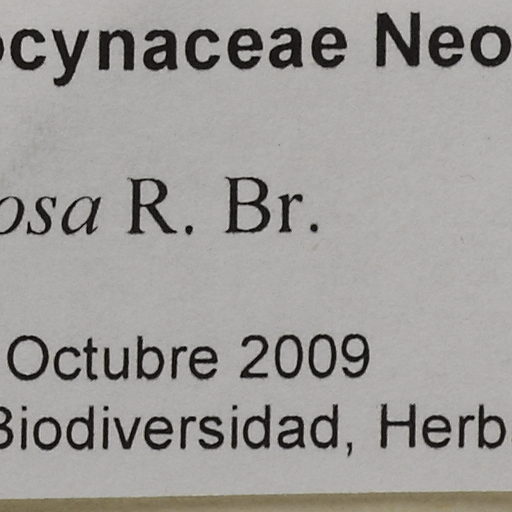 ocynaceae Neo
osa R. Br.
Octubre 2009
Biodiversidad, Herb